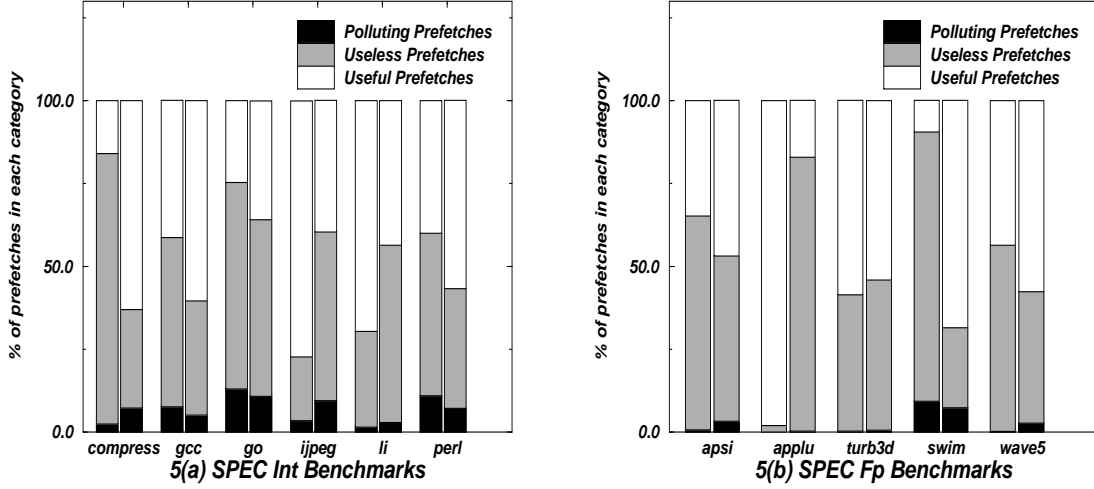 Polluting Prefetches
Useless Prefetches
Useful Prefetches
% of prefetches in each category
100.0
50.0
0.0
compress gcc go ijpeg li perl
5(a) SPEC Int Benchmarks
Polluting Prefetches
Useless Prefetches
Useful Prefetches
% of prefetches in each category
100.0
50.0
0.0
apsi applu turb3d swim wave5
5(b) SPEC Fp Benchmarks